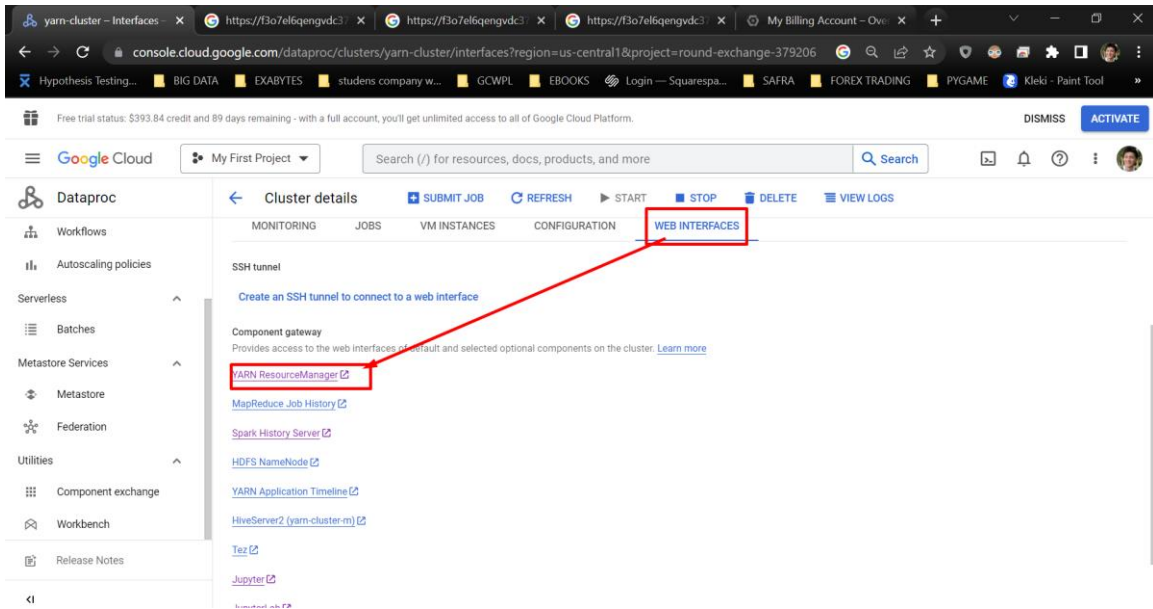 yarn-cluster – Interfaces –
https://f3o7el6qengvdc3
https://f3o7el6qengvdc37
https://f3o7el6qengvdc37
My Billing Account – Over
console.cloud.google.com/dataproc/clusters/yarn-cluster/interfaces?region=us-central1&project=round-exchange-379206
Hypothesis Testing... BIG DATA EXABYTES studens company w... GCWPL EBOOKS Login — Squarespa... SAFRA FOREX TRADING PYGAME Kleki - Paint Tool »
Free trial status: $393.84 credit and 89 days remaining - with a full account, you'll get unlimited access to all of Google Cloud Platform. DISMISS ACTIVATE
Google Cloud My First Project Search (/) for resources, docs, products, and more Search
Dataproc
Workflows
Autoscaling policies
Serverless
Batches
Metastore Services
Metastore
Federation
Utilities
Component exchange
Workbench
Release Notes
Cluster details SUBMIT JOB REFRESH START STOP DELETE VIEW LOGS
MONITORING JOBS VM INSTANCES CONFIGURATION WEB INTERFACES
SSH tunnel
Create an SSH tunnel to connect to a web interface
Component gateway
Provides access to the web interfaces of default and selected optional components on the cluster. Learn more
YARN ResourceManager
MapReduce Job History
Spark History Server
HDFS NameNode
YARN Application Timeline
HiveServer2 (yarn-cluster-m)
Tez
Jupyter
JupyterLab